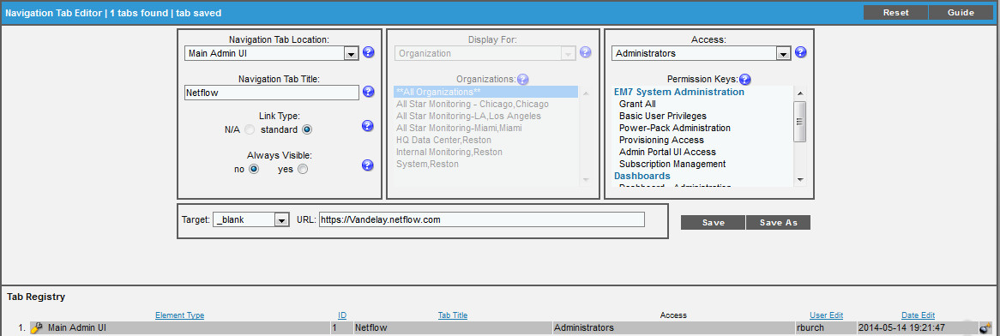 Navigation Tab Editor | 1 tabs found | tab saved
Reset
Guide
Navigation Tab Location:
Main Admin UI
Navigation Tab Title:
Netflow
Link Type:
N/A standard
Always Visible:
no yes
Display For:
Organization
Organizations:
**All Organizations**
All Star Monitoring - Chicago,Chicago
All Star Monitoring-LA,Los Angeles
All Star Monitoring-Miami,Miami
HQ Data Center,Reston
Internal Monitoring,Reston
System,Reston
Access:
Administrators
Permission Keys:
EM7 System Administration
Grant All
Basic User Privileges
Power-Pack Administration
Provisioning Access
Admin Portal UI Access
Subscription Management
Dashboards
Dashboard - Administration
Target: _blank URL: https://Vandelay.netflow.com
Save
Save As
Tab Registry
Element Type ID Tab Title Access User Edit Date Edit
1. Main Admin UI 1 Netflow Administrators rburch 2014-05-14 19:21:47